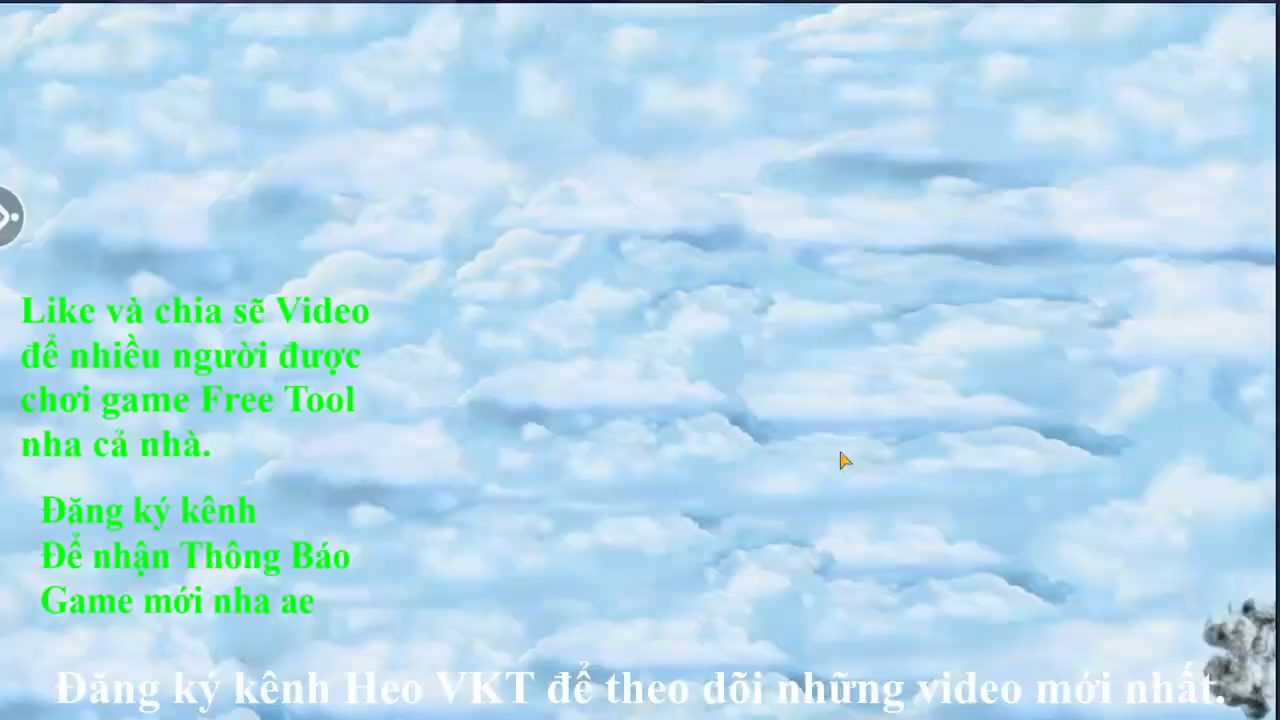 Like và chia sẽ Video
để nhiều người được
chơi game Free Tool
nha cả nhà.
Đăng ký kênh
Để nhận Thông Báo
Game mới nha ae
Đăng ký kênh Heo VKT để theo dõi những video mới nhất.